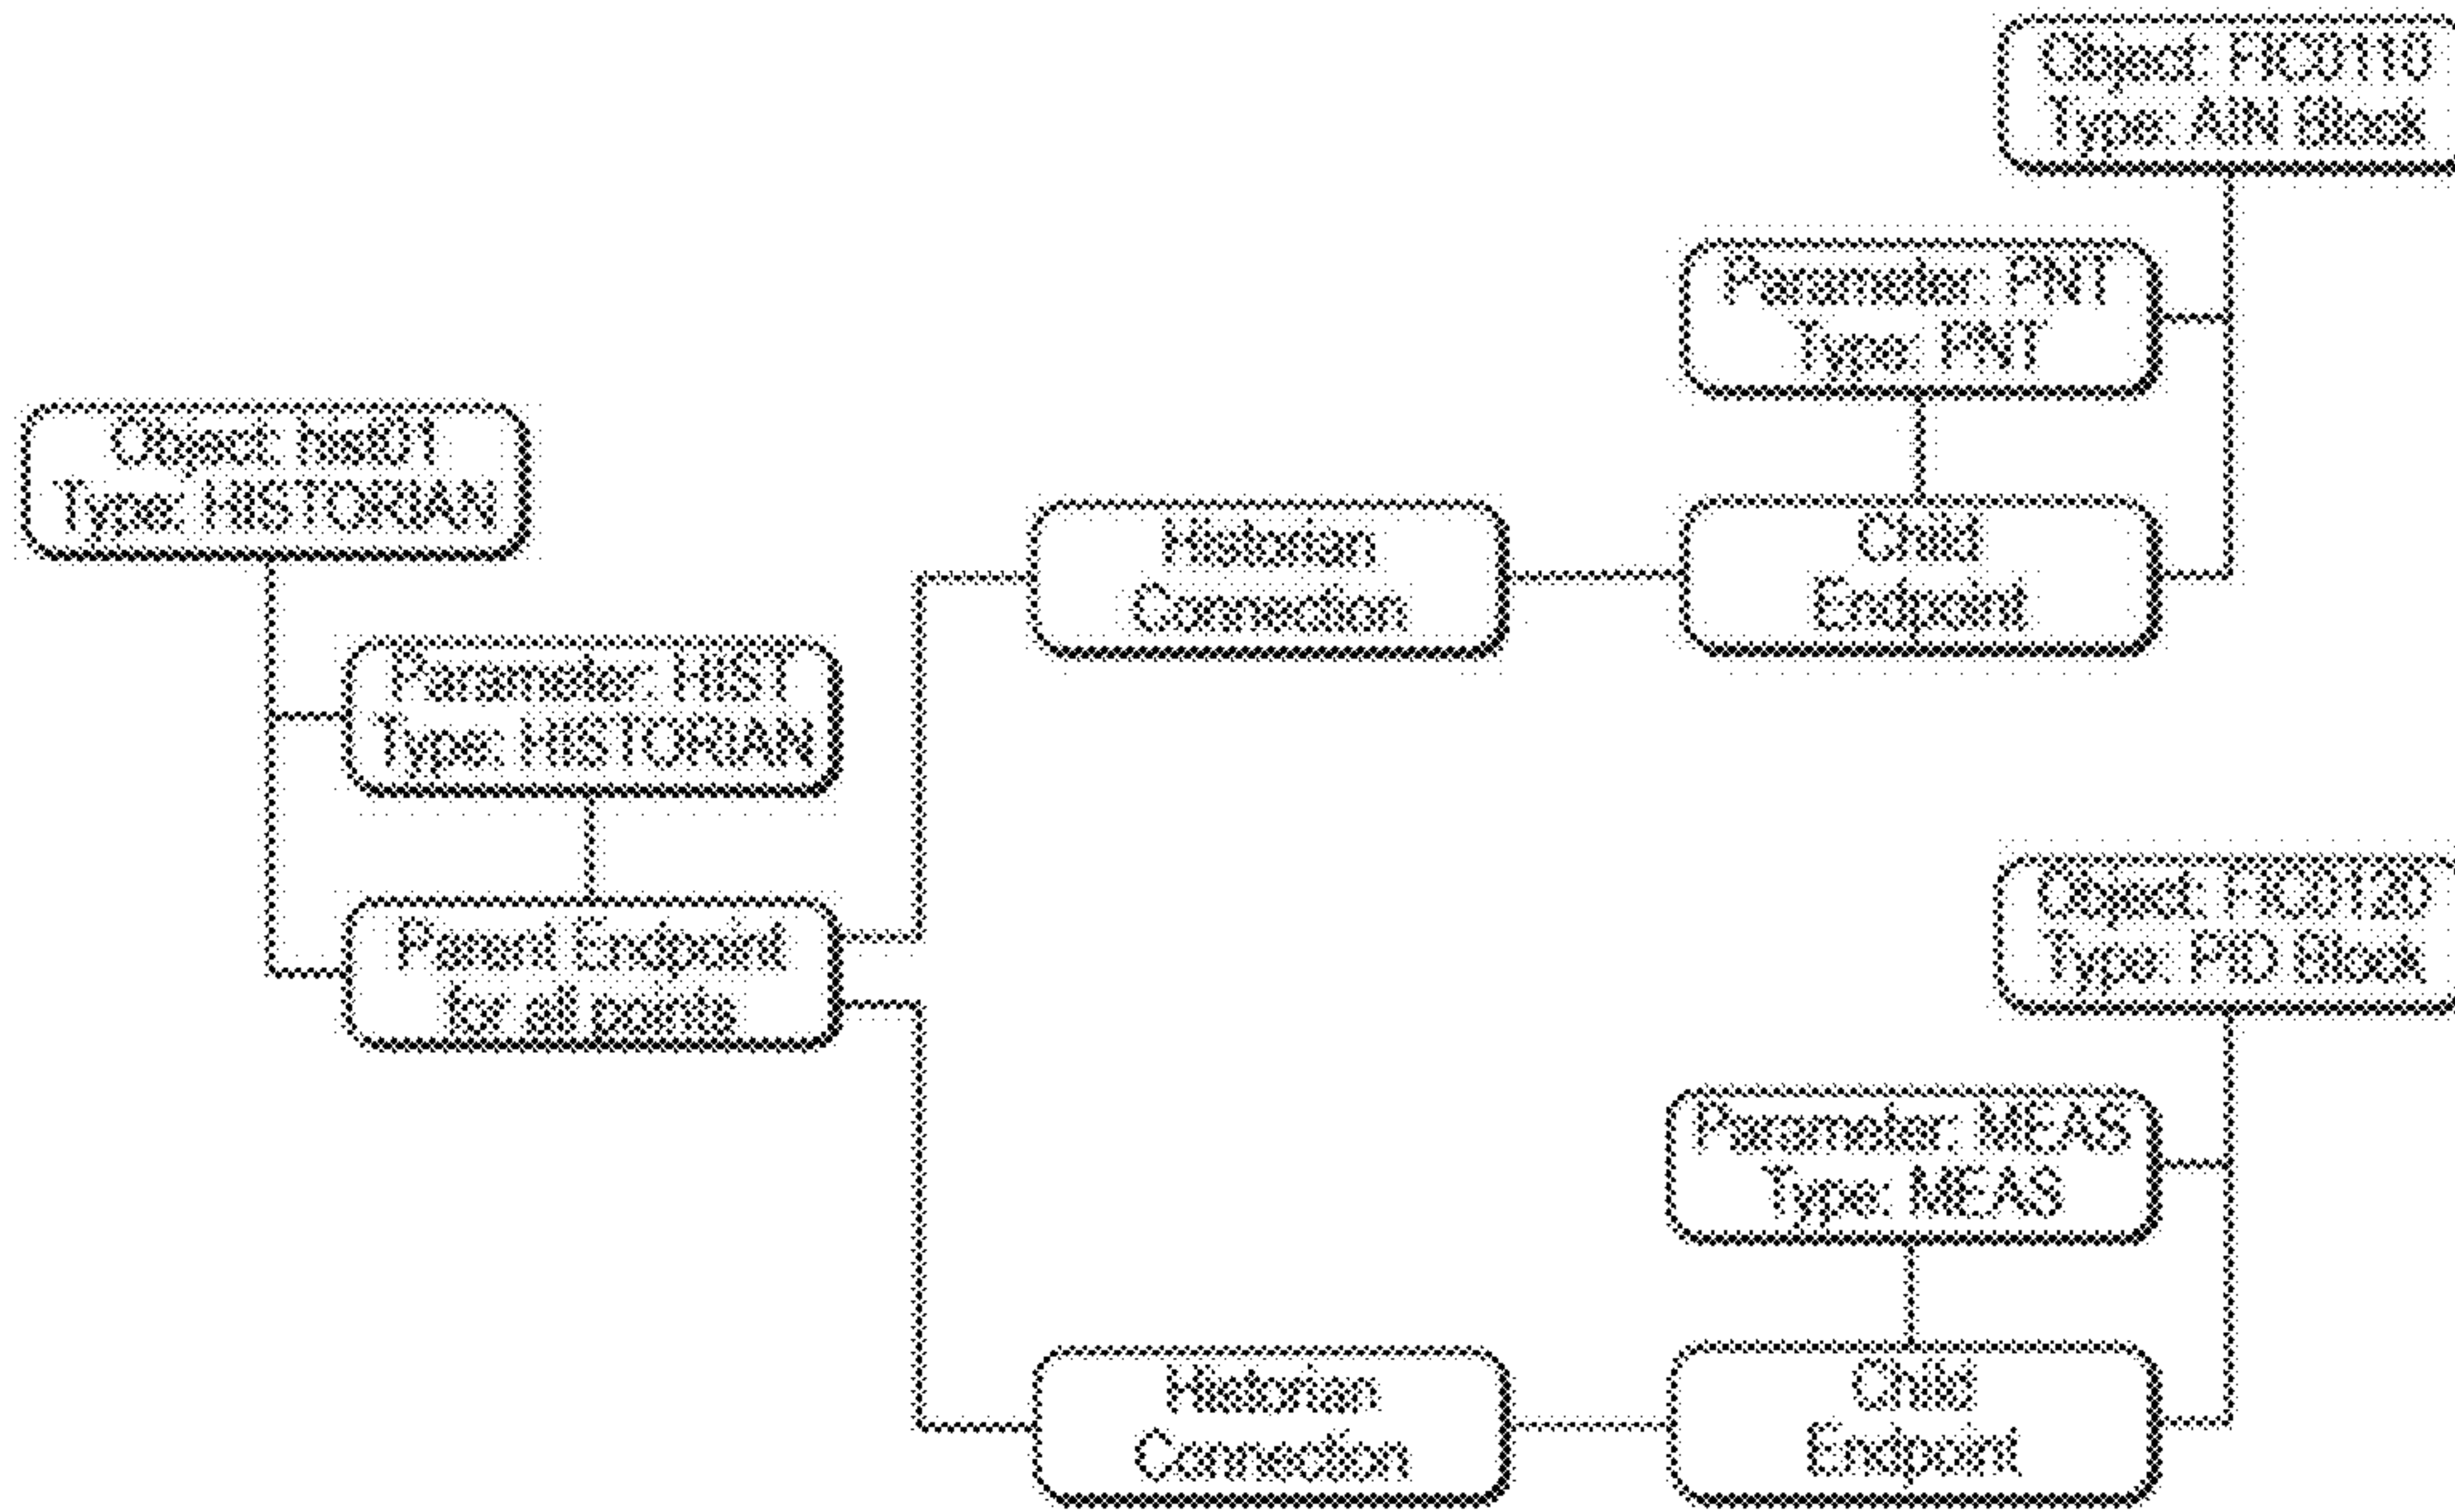 Object: FIC0110
Type: AIN Block
Parameter: PNT
Type: PNT
Object: hist01
Type: HISTORIAN
Historian
Connection
Child
Endpoint
Parameter: HIST
Type: HISTORIAN
Parent Endpoint
for all points
Object: FIC0120
Type: PID Block
Parameter: MEAS
Type: MEAS
Historian
Connection
Child
Endpoint